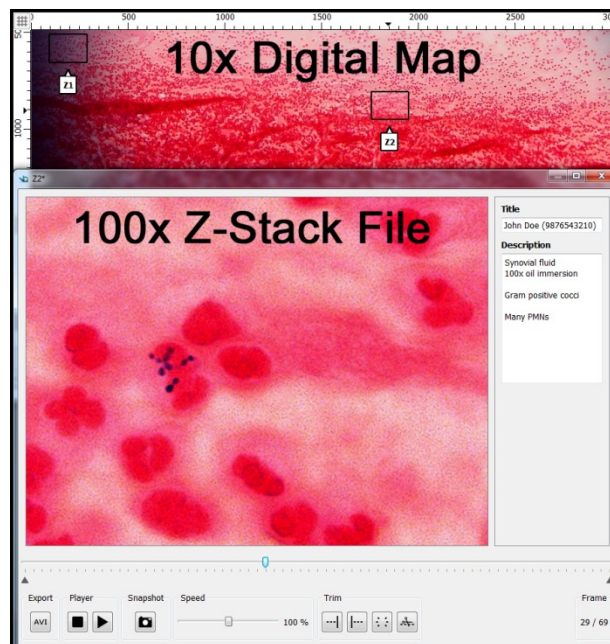 0 500 1000 1500 2000 2500 3000
10x Digital Map
Z1
Z2
1000
Z2*
100x Z-Stack File
Title
John Doe (9876543210)
Description
Synovial fluid
100x oil immersion
Gram positive cocci
Many PMNs
Export Player Snapshot Speed Trim Frame
AVI 100 % 29 / 69